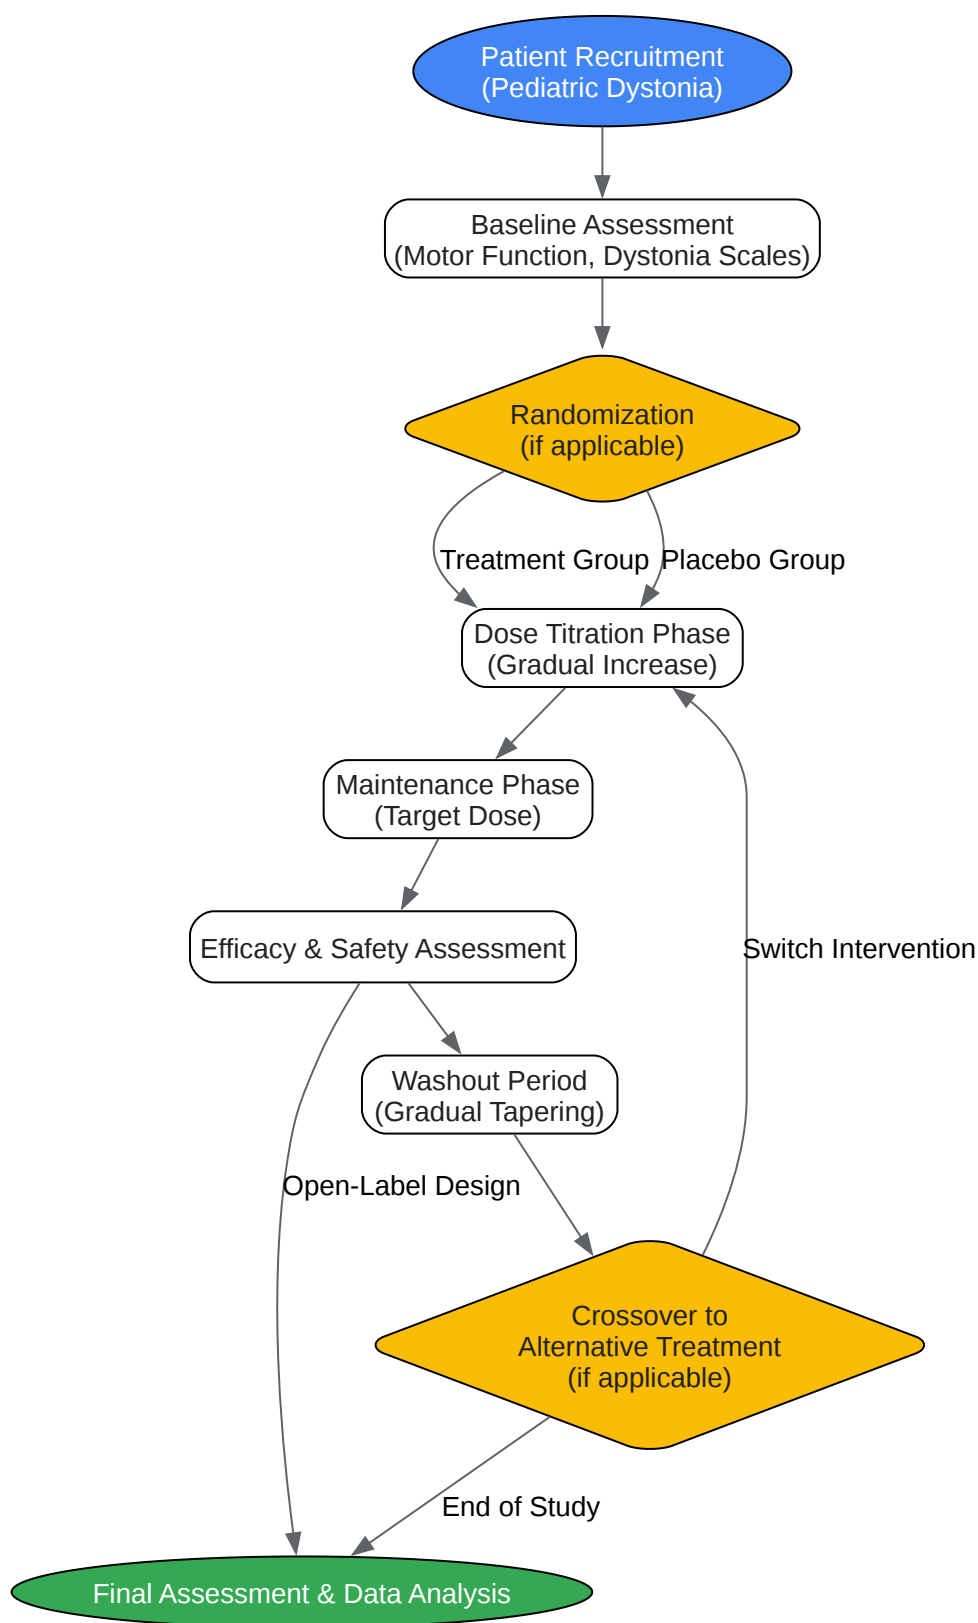 Patient Recruitment
(Pediatric Dystonia)
Baseline Assessment
(Motor Function, Dystonia Scales)
Randomization
(if applicable)
Treatment Group
Placebo Group
Dose Titration Phase
(Gradual Increase)
Maintenance Phase
(Target Dose)
Efficacy & Safety Assessment
Switch Intervention
Washout Period
(Gradual Tapering)
Open-Label Design
Crossover to
Alternative Treatment
(if applicable)
End of Study
Final Assessment & Data Analysis